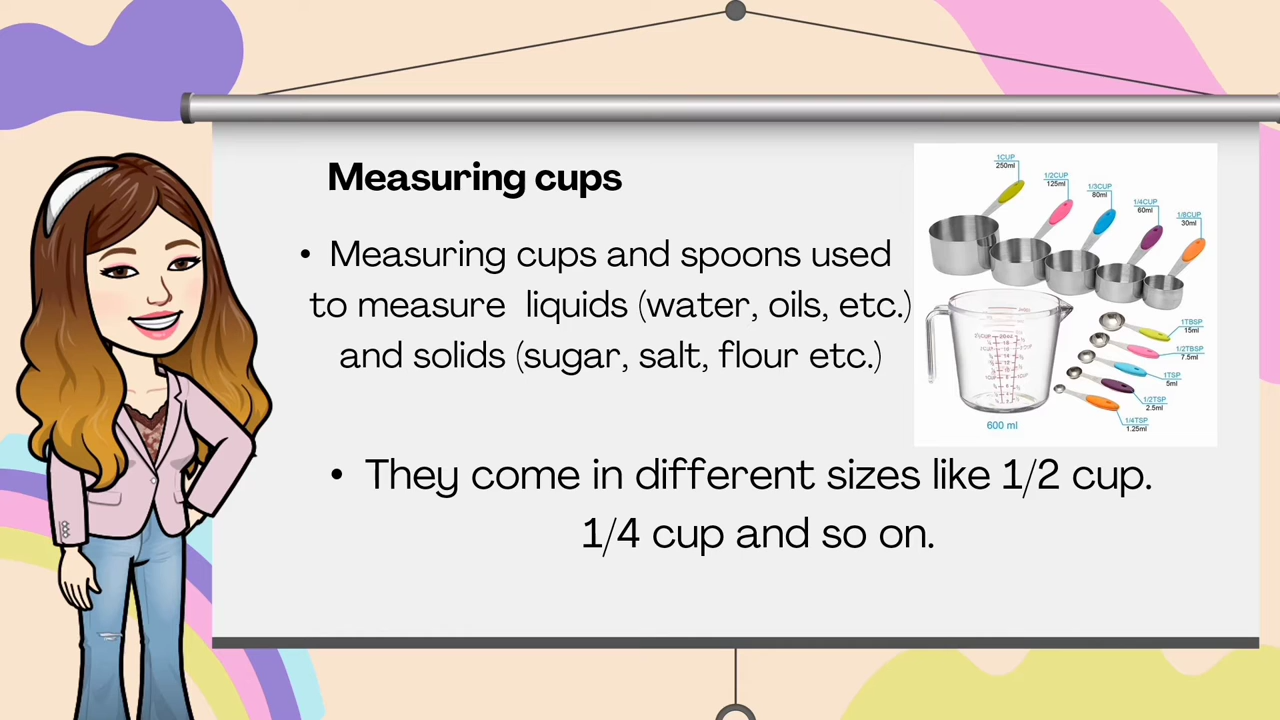 Measuring cups
• Measuring cups and spoons used
to measure liquids (water, oils, etc.)
and solids (sugar, salt, flour etc.)
• They come in different sizes like 1/2 cup.
1/4 cup and so on.
1CUP
250ml
1/2CUP
125ml
1/3CUP
80ml
1/4CUP
60ml
1/8CUP
30ml
1TBSP
15ml
1/2TBSP
7.5ml
1TSP
5ml
1/2TSP
2.5ml
1/4TSP
1.25ml
600 ml